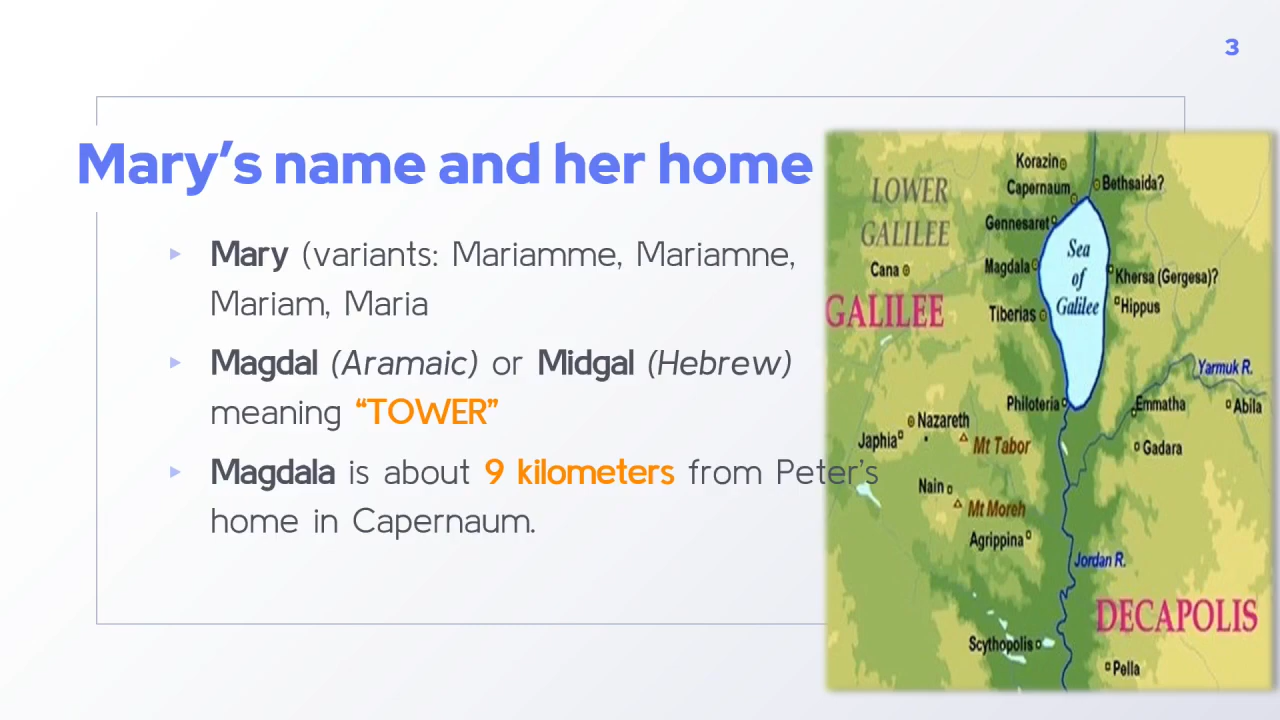 3
Mary’s name and her home
Mary (variants: Mariamme, Mariamne,
Mariam, Maria
Magdal (Aramaic) or Midgal (Hebrew)
meaning “TOWER”
Magdala is about 9 kilometers from Peter’s
home in Capernaum.
Korazin
Capernaum
Bethsaida?
LOWER
GALILEE
Gennesaret
Sea
of
Galilee
Cana
Magdala
Khersa (Gergesa)?
GALILEE
Tiberias
Hippus
Yarmuk R.
Philoteria
Emmatha
Abila
Nazareth
Japhia
Mt Tabor
Gadara
Nain
Mt Moreh
Agrippina
Jordan R.
DECAPOLIS
Scythopolis
Pella